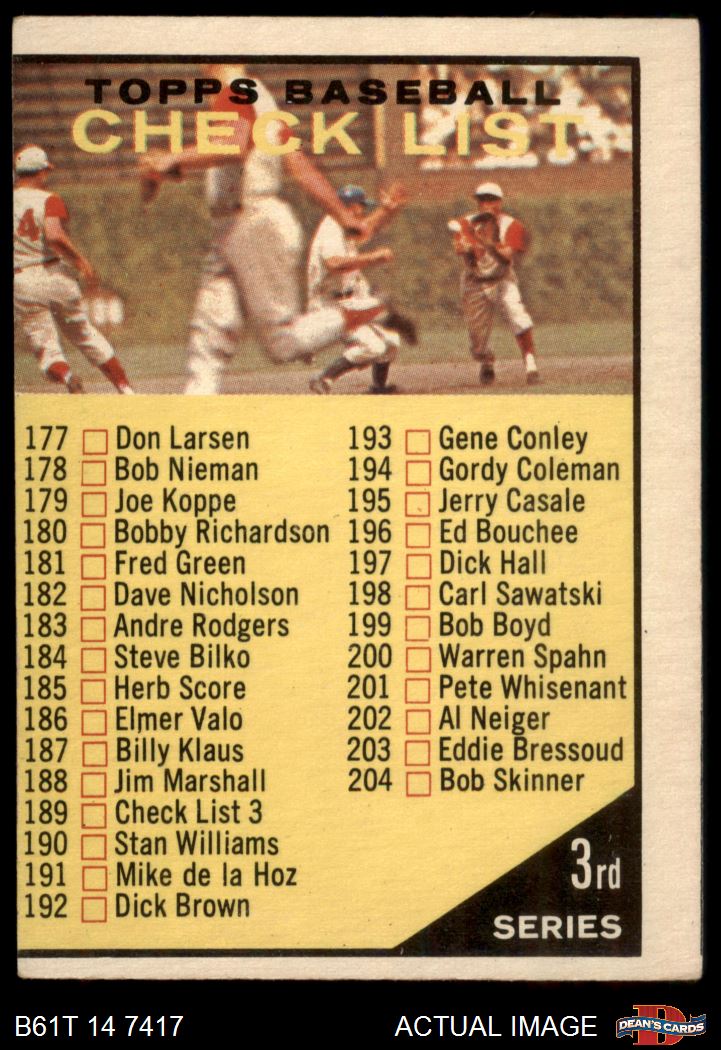 TOPPS BASEBALL
CHECK LIST
4
177 Don Larsen
178 Bob Nieman
179 Joe Koppe
180 Bobby Richardson
181 Fred Green
182 Dave Nicholson
183 Andre Rodgers
184 Steve Bilko
185 Herb Score
186 Elmer Valo
187 Billy Klaus
188 Jim Marshall
189 Check List 3
190 Stan Williams
191 Mike de la Hoz
192 Dick Brown
193 Gene Conley
194 Gordy Coleman
195 Jerry Casale
196 Ed Bouchee
197 Dick Hall
198 Carl Sawatski
199 Bob Boyd
200 Warren Spahn
201 Pete Whisenant
202 Al Neiger
203 Eddie Bressoud
204 Bob Skinner
3rd
SERIES
B61T 14 7417
ACTUAL IMAGE
D
DEAN'S CARDS